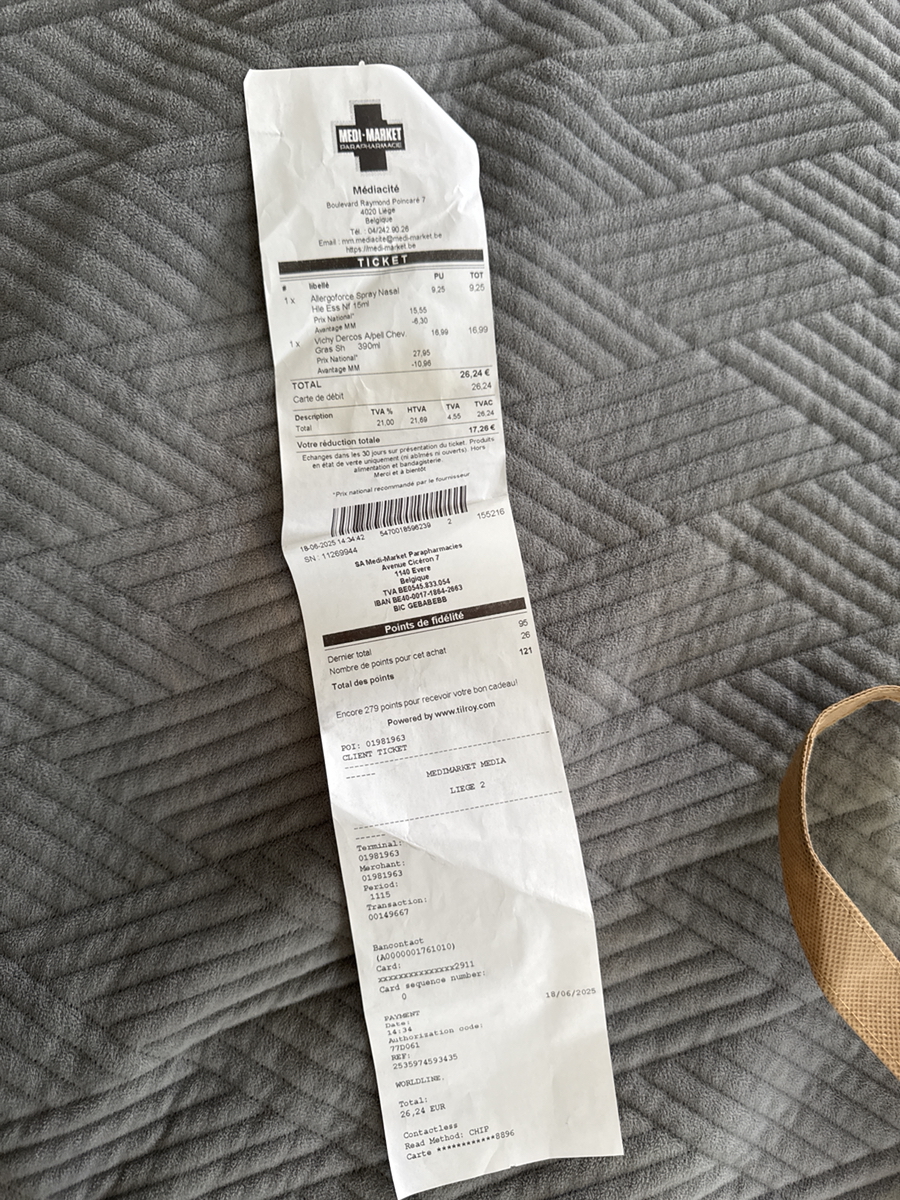 MEDI-MARKET
PARAPHARMACIE
Médiacité
Boulevard Raymond Poincaré 7
4020 Liège
Belgique
Tél. : 04/242.90.26
Email : mm.mediacite@medi-market.be
https://medi-market.be
TICKET
# libellé PU TOT
1 x Allergoforce Spray Nasal 9,25 9,25
Hle Ess Nf 15ml
Prix National* 15,55
Avantage MM -6,30
1 x Vichy Dercos A/pell Chev. 16,99 16,99
Gras Sh 390ml
Prix National* 27,95
Avantage MM -10,96
TOTAL 26,24 €
Carte de débit 26,24
Description TVA % HTVA TVA TVAC
Total 21,00 21,69 4,55 26,24
Votre réduction totale 17,26 €
Echanges dans les 30 jours sur présentation du ticket. Produits
en état de vente uniquement (ni abîmés ni ouverts). Hors
alimentation et bandagisterie.
Merci et à bientôt
*Prix national recommandé par le fournisseur
18-06-2025 14:34:42 5470018596239 2 155216
SN : 11269944
SA Medi-Market Parapharmacies
Avenue Cicéron 7
1140 Evere
Belgique
TVA BE0545.833.054
IBAN BE40-0017-1864-2663
BIC GEBABEBB
Points de fidélité
Dernier total 95
Nombre de points pour cet achat 26
Total des points 121
Encore 279 points pour recevoir votre bon cadeau!
Powered by www.tilroy.com
POI: 01981963
CLIENT TICKET
MEDIMARKET MEDIA
LIEGE 2
Terminal:
01981963
Merchant:
01981963
Period:
1115
Transaction:
00149667
Bancontact
(A0000001761010)
Card:
xxxxxxxxxxxxxxx2911
Card sequence number:
0
PAYMENT
Date: 18/06/2025
14:34
Authorisation code:
77D061
REF:
2535974593435
WORLDLINE.
Total:
26,24 EUR
Contactless
Read Method: CHIP
Carte ************8896